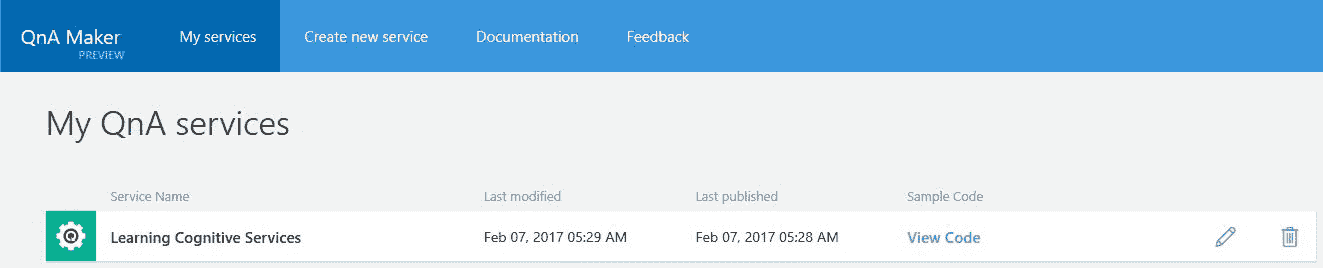 QnA Maker My services Create new service Documentation Feedback
PREVIEW
My QnA services
Service Name Last modified Last published Sample Code
Learning Cognitive Services Feb 07, 2017 05:29 AM Feb 07, 2017 05:28 AM View Code